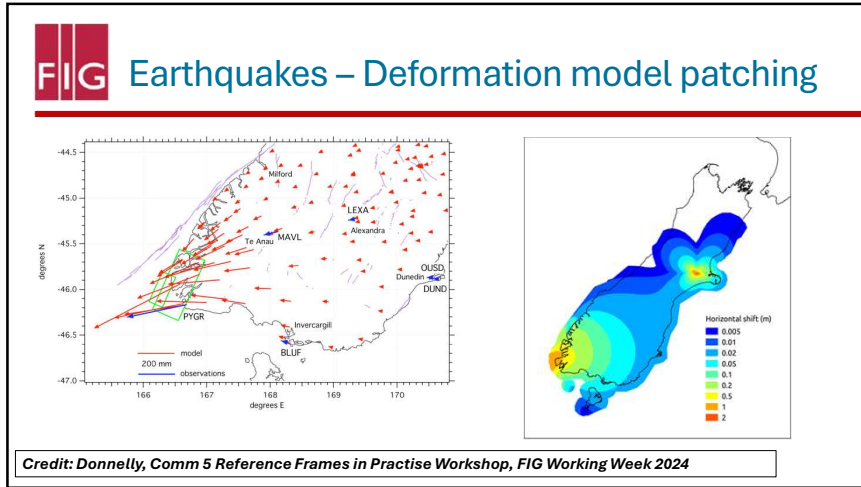 FIG
Earthquakes – Deformation model patching
-44.5
-45.0
-45.5
-46.0
-46.5
-47.0
degrees N
Milford
LEXA
Alexandra
Te Anau
MAVL
OUSD
Dunedin
DUND
PYGR
Invercargill
BLUF
model
200 mm
observations
166
167
168
169
170
degrees E
Horizontal shift (m)
0.005
0.01
0.02
0.05
0.1
0.2
0.5
1
2
Credit: Donnelly, Comm 5 Reference Frames in Practise Workshop, FIG Working Week 2024